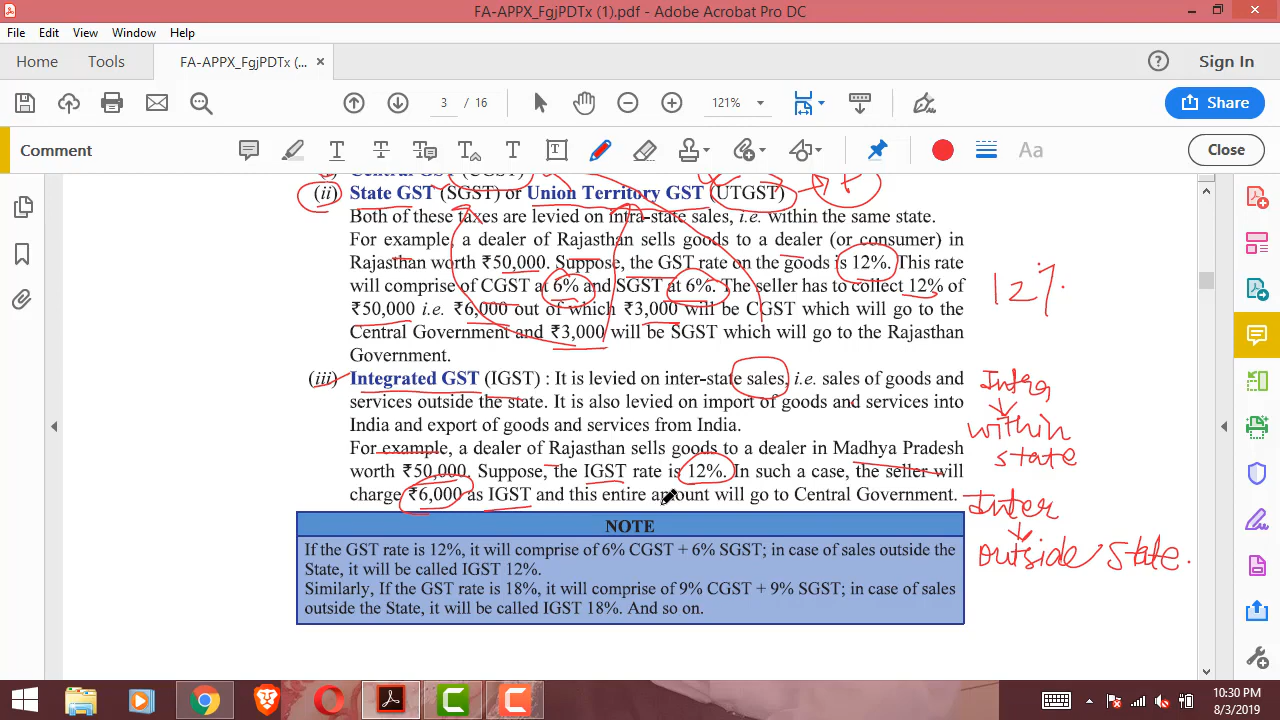 FA-APPX_FgjPDTx (1).pdf - Adobe Acrobat Pro DC
File Edit View Window Help
Home Tools FA-APPX_FgjPDTx (... × Sign In
3 / 16 121% Share
Comment Aa Close
(ii) State GST (SGST) or Union Territory GST (UTGST)
Both of these taxes are levied on intra-state sales, i.e. within the same state.
For example, a dealer of Rajasthan sells goods to a dealer (or consumer) in
Rajasthan worth ₹50,000. Suppose, the GST rate on the goods is 12%. This rate
will comprise of CGST at 6% and SGST at 6%. The seller has to collect 12% of
₹50,000 i.e. ₹6,000 out of which ₹3,000 will be CGST which will go to the
Central Government and ₹3,000 will be SGST which will go to the Rajasthan
Government.
12%
(iii) Integrated GST (IGST) : It is levied on inter-state sales, i.e. sales of goods and
services outside the state. It is also levied on import of goods and services into
India and export of goods and services from India.
For example, a dealer of Rajasthan sells goods to a dealer in Madhya Pradesh
worth ₹50,000. Suppose, the IGST rate is 12%. In such a case, the seller will
charge ₹6,000 as IGST and this entire amount will go to Central Government.
Intra
within
state
Inter
outside state.
NOTE
If the GST rate is 12%, it will comprise of 6% CGST + 6% SGST; in case of sales outside the
State, it will be called IGST 12%.
Similarly, If the GST rate is 18%, it will comprise of 9% CGST + 9% SGST; in case of sales
outside the State, it will be called IGST 18%. And so on.
10:30 PM
8/3/2019